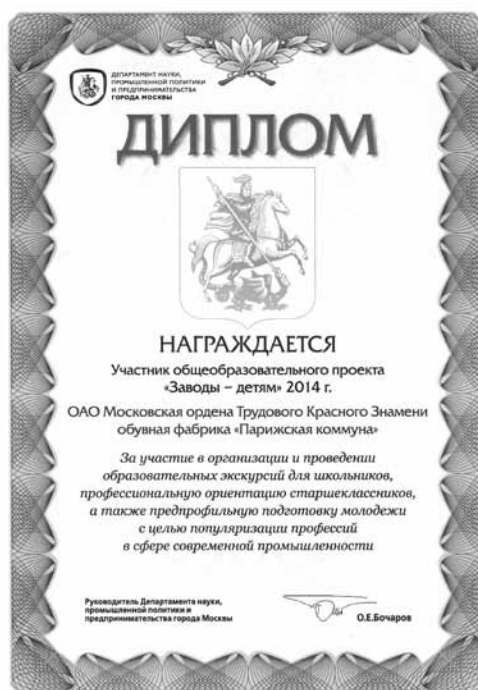 ДЕПАРТАМЕНТ НАУКИ,
ПРОМЫШЛЕННОЙ ПОЛИТИКИ
И ПРЕДПРИНИМАТЕЛЬСТВА
ГОРОДА МОСКВЫ
ДИПЛОМ
НАГРАЖДАЕТСЯ
Участник общеобразовательного проекта
«Заводы – детям» 2014 г.
ОАО Московская ордена Трудового Красного Знамени
обувная фабрика «Парижская коммуна»
За участие в организации и проведении
образовательных экскурсий для школьников,
профессиональную ориентацию старшеклассников,
а также предпрофильную подготовку молодежи
с целью популяризации профессий
в сфере современной промышленности
Руководитель Департамента науки,
промышленной политики и
предпринимательства города Москвы
О.Е.Бочаров